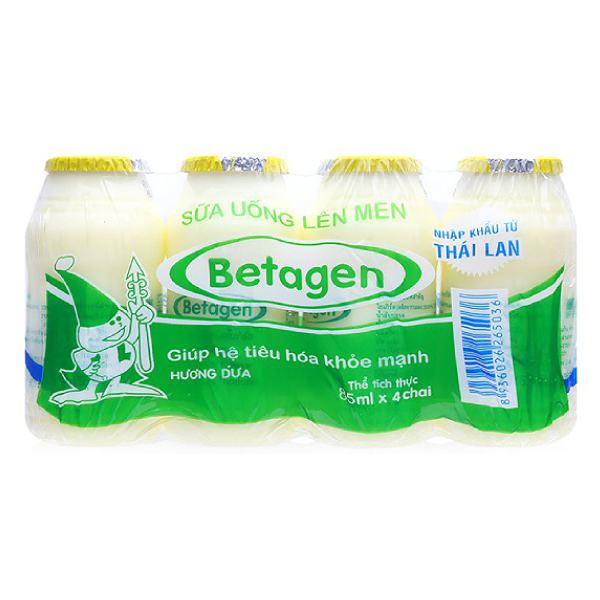 SỮA UỐNG LÊN MEN
NHẬP KHẨU TỪ
THÁI LAN
Betagen
Betagen
Giúp hệ tiêu hóa khỏe mạnh
HƯƠNG DỨA
Thể tích thực
85ml x 4 chai
8936026265036